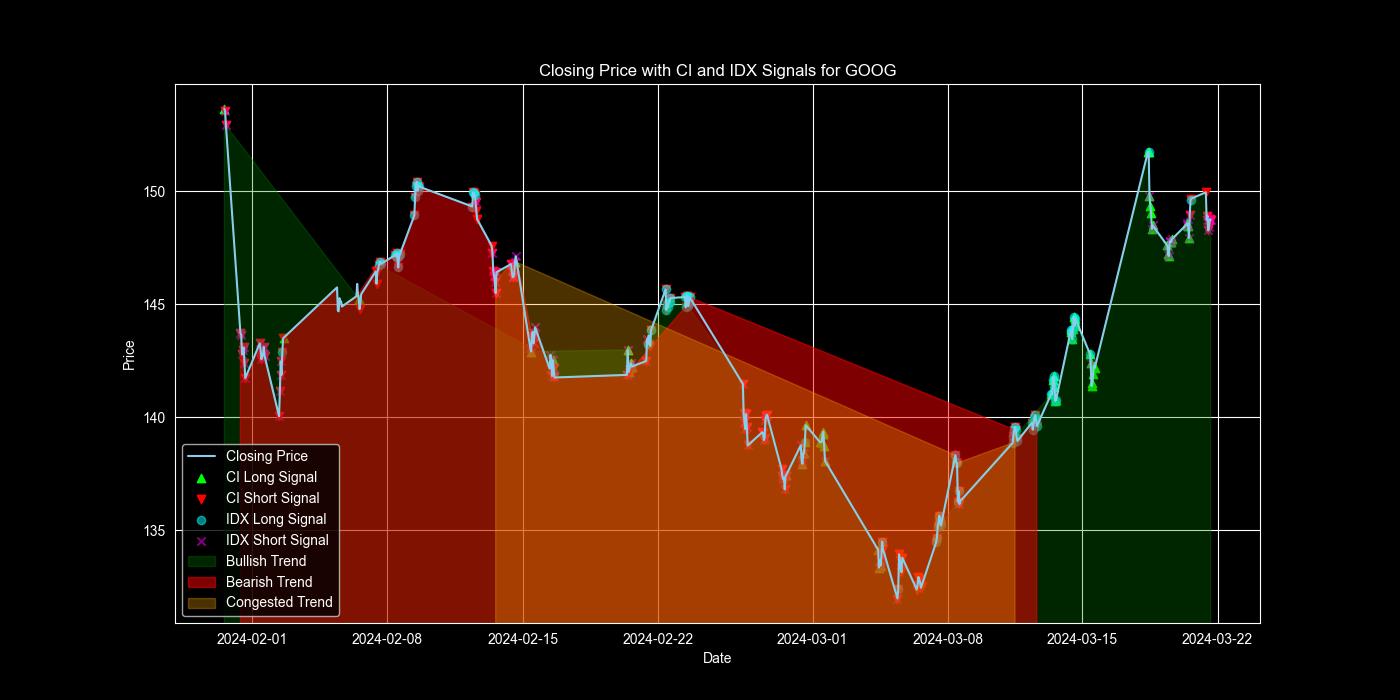 Closing Price with CI and IDX Signals for GOOG
Price
150
145
140
135
Closing Price
CI Long Signal
CI Short Signal
IDX Long Signal
IDX Short Signal
Bullish Trend
Bearish Trend
Congested Trend
2024-02-01 2024-02-08 2024-02-15 2024-02-22 2024-03-01 2024-03-08 2024-03-15 2024-03-22
Date